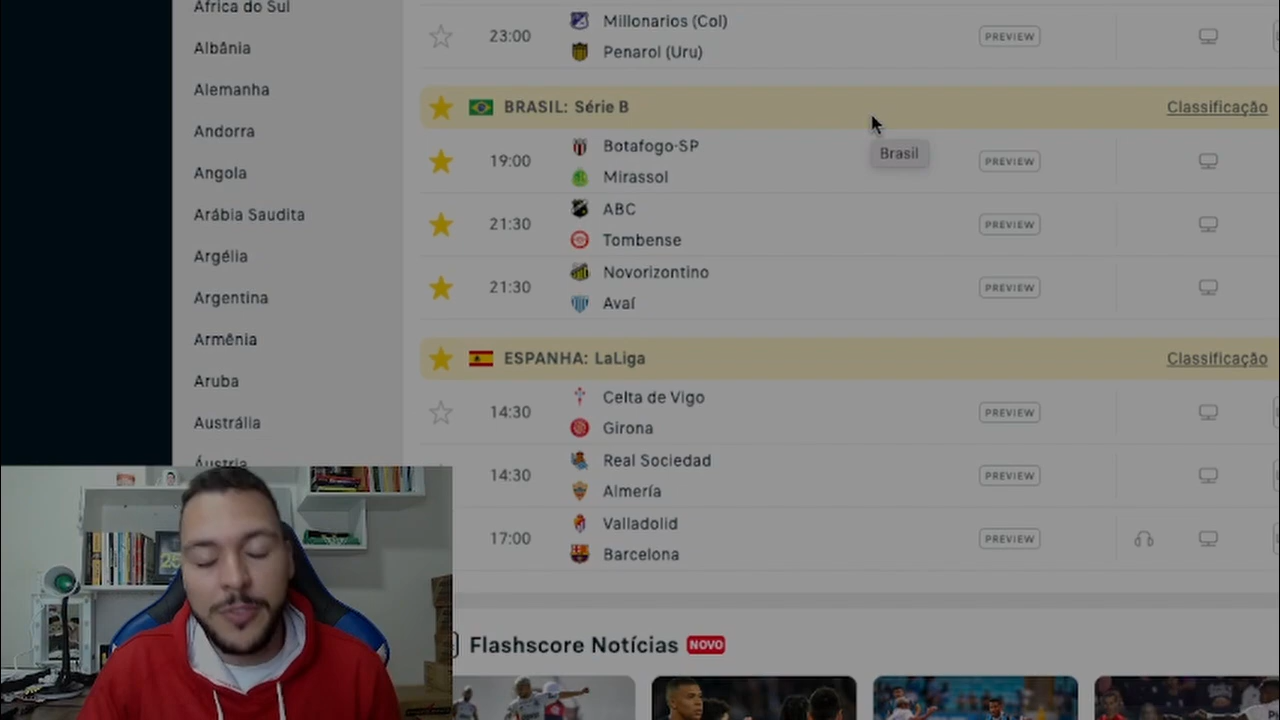 África do Sul
Albânia
Alemanha
Andorra
Angola
Arábia Saudita
Argélia
Argentina
Armênia
Aruba
Austrália
Áustria
23:00
Millonarios (Col)
Penarol (Uru)
PREVIEW
BRASIL: Série B
Classificação
Brasil
19:00
Botafogo-SP
Mirassol
PREVIEW
21:30
ABC
Tombense
PREVIEW
21:30
Novorizontino
Avaí
PREVIEW
ESPANHA: LaLiga
Classificação
14:30
Celta de Vigo
Girona
PREVIEW
14:30
Real Sociedad
Almería
PREVIEW
17:00
Valladolid
Barcelona
PREVIEW
Flashscore Notícias NOVO